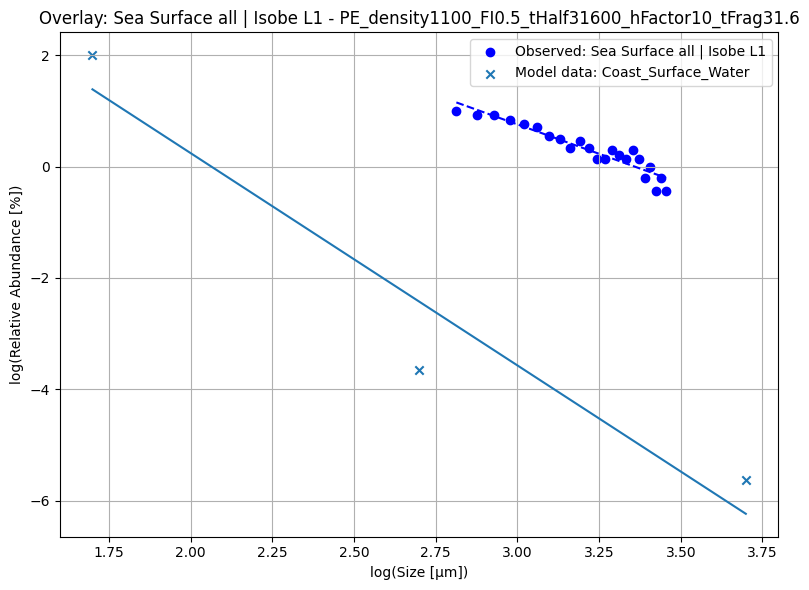 Overlay: Sea Surface all | Isobe L1 - PE_density1100_FI0.5_tHalf31600_hFactor10_tFrag31.6
Observed: Sea Surface all | Isobe L1
Model data: Coast_Surface_Water
log(Relative Abundance [%])
2
0
−2
−4
−6
1.75 2.00 2.25 2.50 2.75 3.00 3.25 3.50 3.75
log(Size [μm])